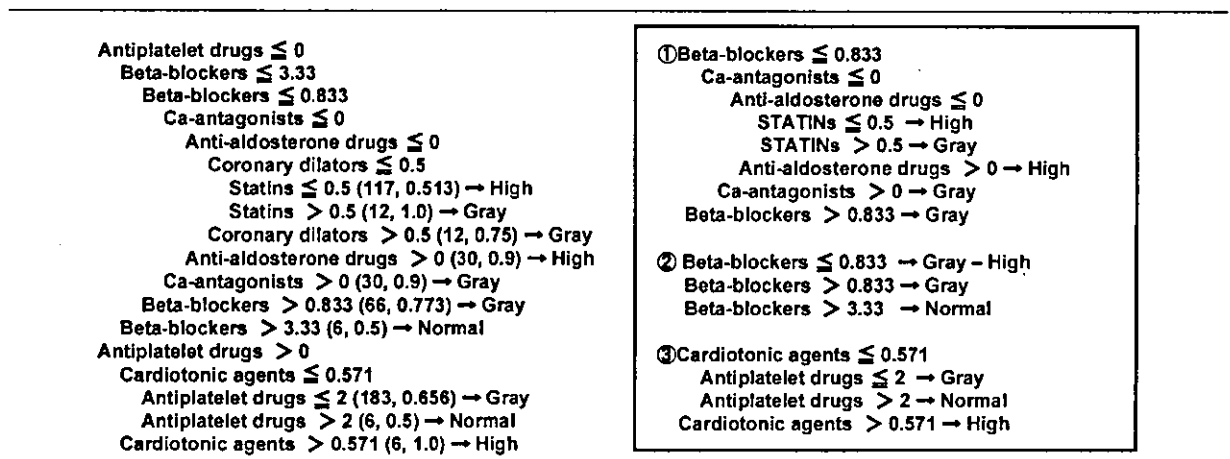 Antiplatelet drugs ≦ 0
Beta-blockers ≦ 3.33
Beta-blockers ≦ 0.833
Ca-antagonists ≦ 0
Anti-aldosterone drugs ≦ 0
Coronary dilators ≦ 0.5
Statins ≦ 0.5 (117, 0.513) → High
Statins > 0.5 (12, 1.0) → Gray
Coronary dilators > 0.5 (12, 0.75) → Gray
Anti-aldosterone drugs > 0 (30, 0.9) → High
Ca-antagonists > 0 (30, 0.9) → Gray
Beta-blockers > 0.833 (66, 0.773) → Gray
Beta-blockers > 3.33 (6, 0.5) → Normal
Antiplatelet drugs > 0
Cardiotonic agents ≦ 0.571
Antiplatelet drugs ≦ 2 (183, 0.656) → Gray
Antiplatelet drugs > 2 (6, 0.5) → Normal
Cardiotonic agents > 0.571 (6, 1.0) → High
①Beta-blockers ≦ 0.833
Ca-antagonists ≦ 0
Anti-aldosterone drugs ≦ 0
STATINs ≦ 0.5 → High
STATINs > 0.5 → Gray
Anti-aldosterone drugs > 0 → High
Ca-antagonists > 0 → Gray
Beta-blockers > 0.833 → Gray
② Beta-blockers ≦ 0.833 → Gray – High
Beta-blockers > 0.833 → Gray
Beta-blockers > 3.33 → Normal
③Cardiotonic agents ≦ 0.571
Antiplatelet drugs ≦ 2 → Gray
Antiplatelet drugs > 2 → Normal
Cardiotonic agents > 0.571 → High